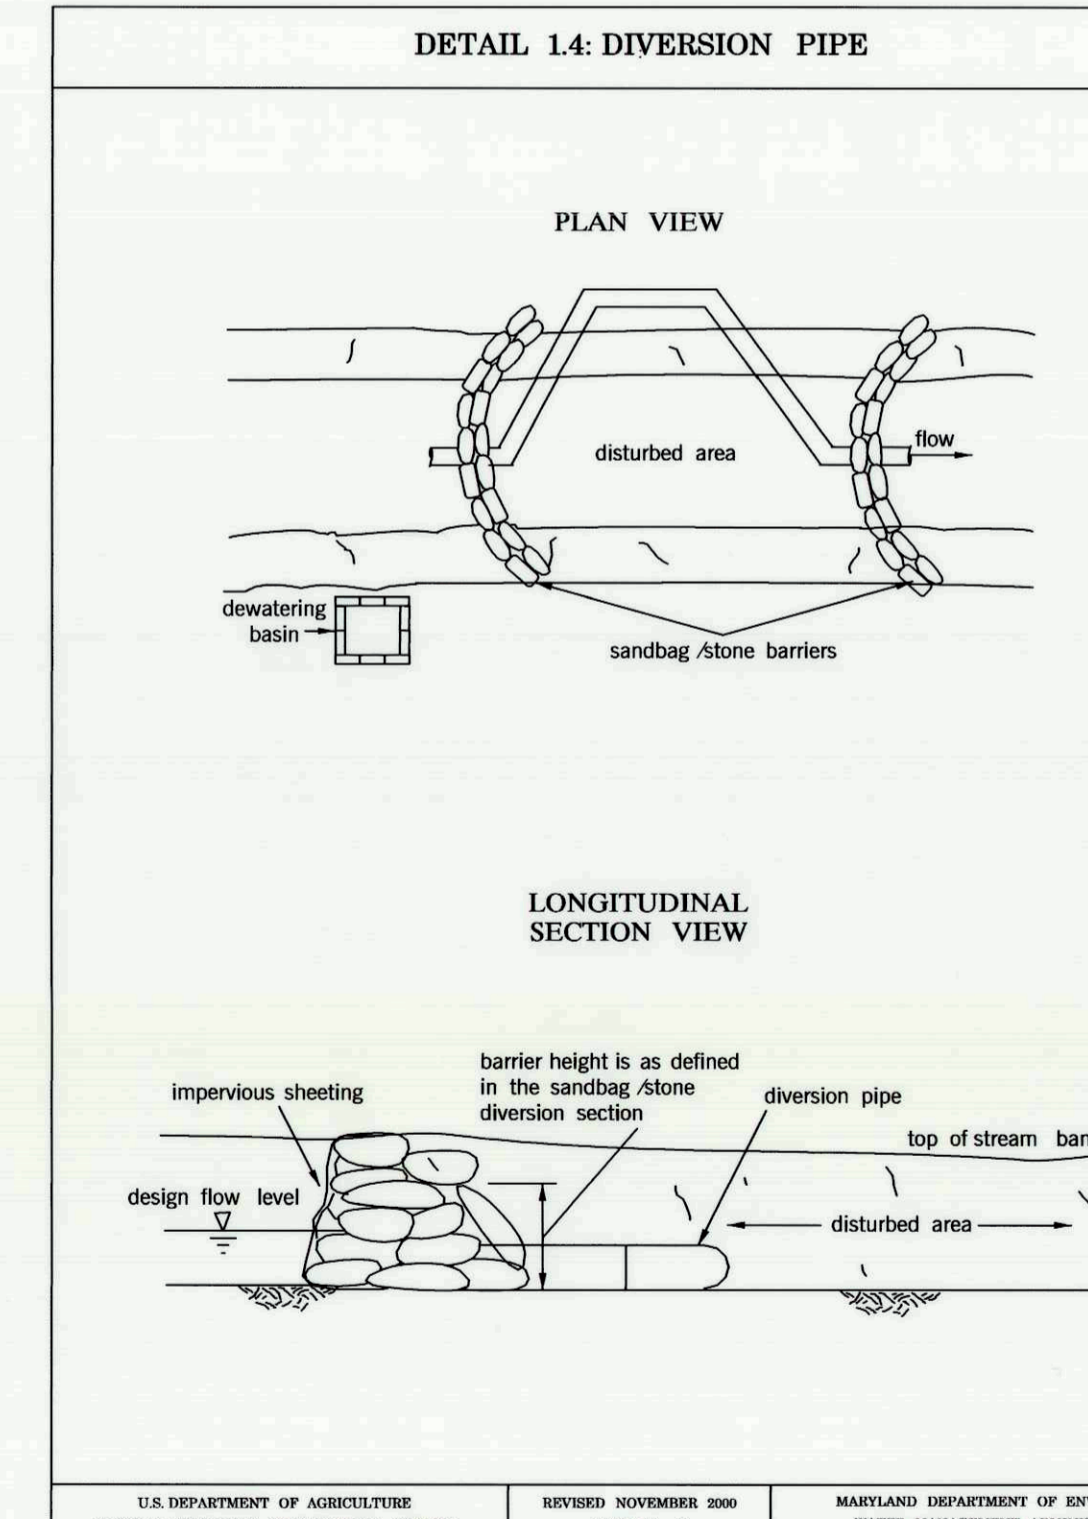 DETAIL 1.4: DIVERSION PIPE
PLAN VIEW
disturbed area
flow
dewatering
basin
sandbag /stone barriers
LONGITUDINAL
SECTION VIEW
barrier height is as defined
in the sandbag /stone
diversion section
impervious sheeting
diversion pipe
top of stream ban
design flow level
disturbed area
U.S. DEPARTMENT OF AGRICULTURE
REVISED NOVEMBER 2000
MARYLAND DEPARTMENT OF EN